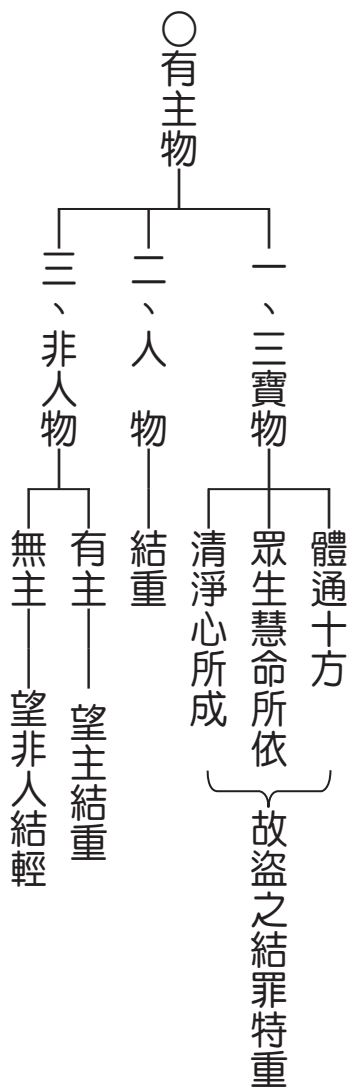 ○有主物
一、三寶物
體通十方
眾生慧命所依
清淨心所成
故盜之結罪特重
二、人　物
結重
三、非人物
有主
望主結重
無主
望非人結輕